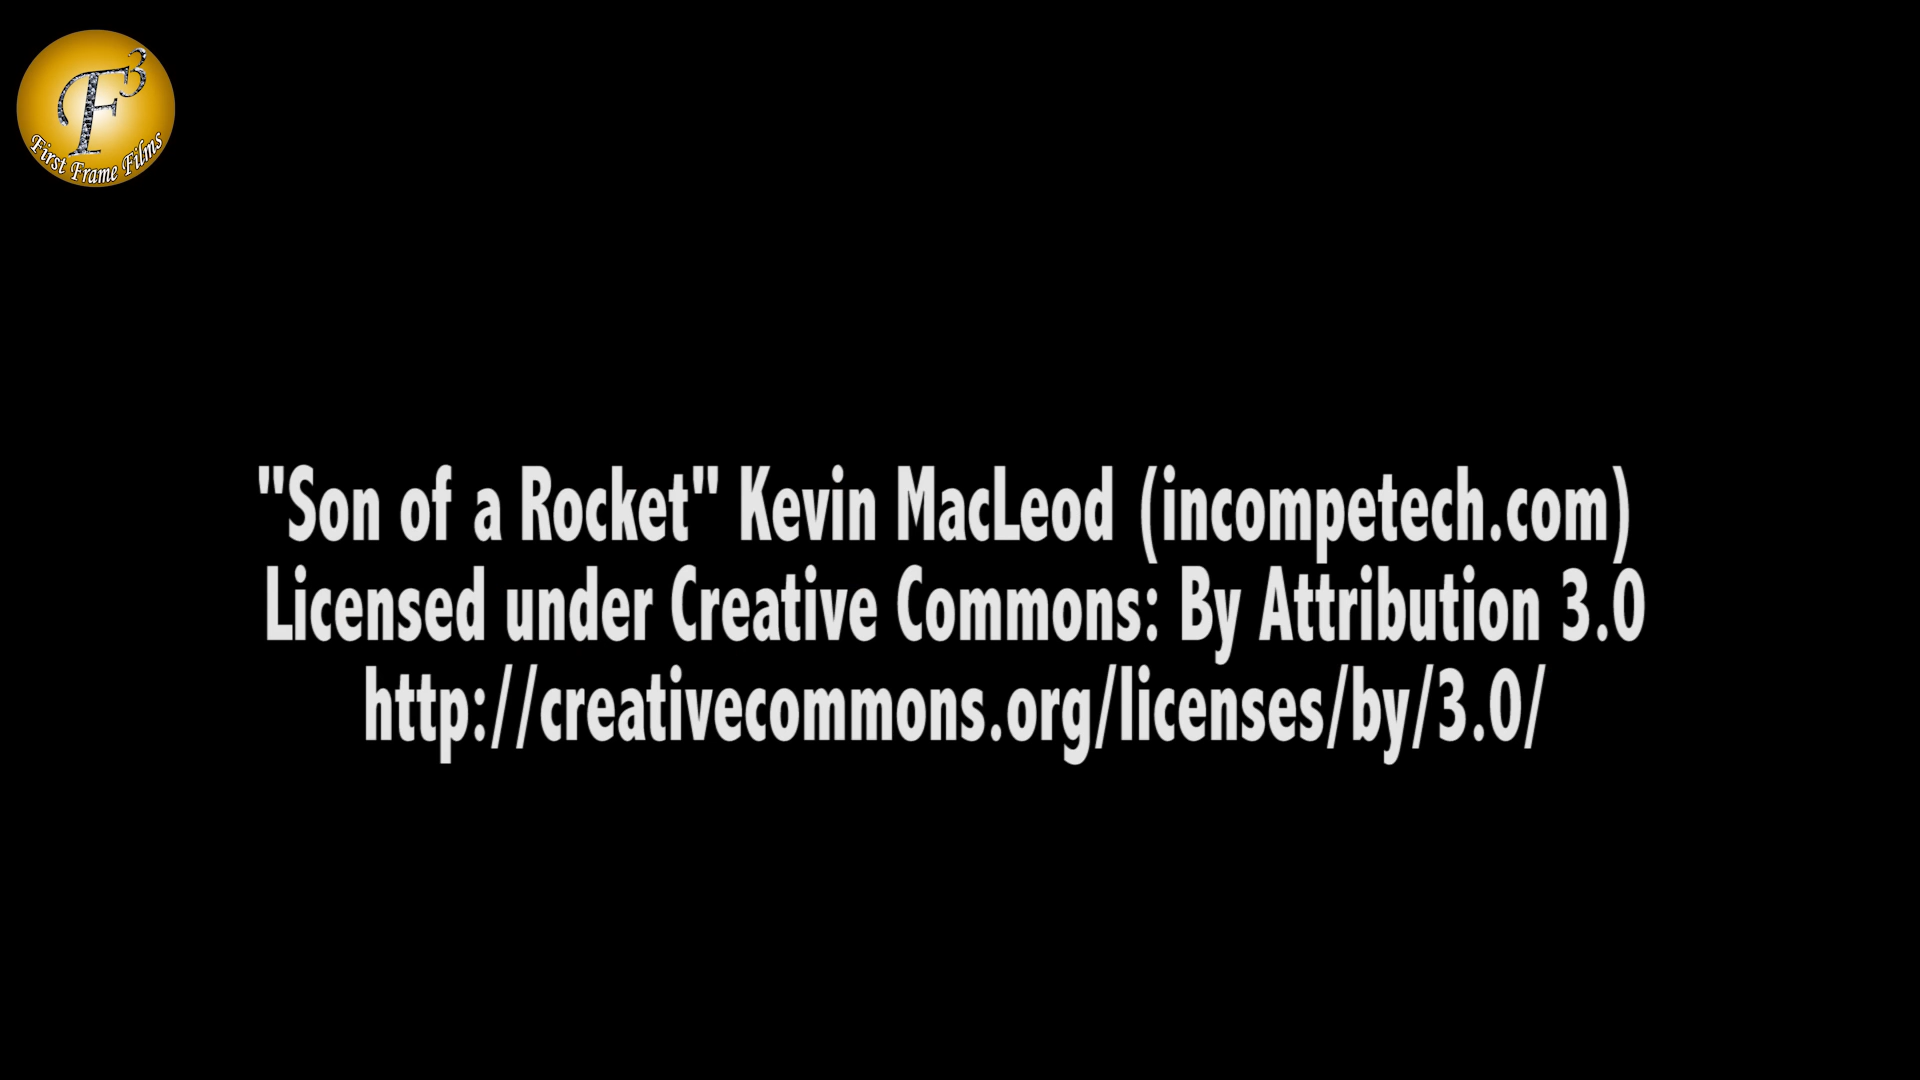 F3
First Frame Films
"Son of a Rocket" Kevin MacLeod (incompetech.com)
Licensed under Creative Commons: By Attribution 3.0
http://creativecommons.org/licenses/by/3.0/